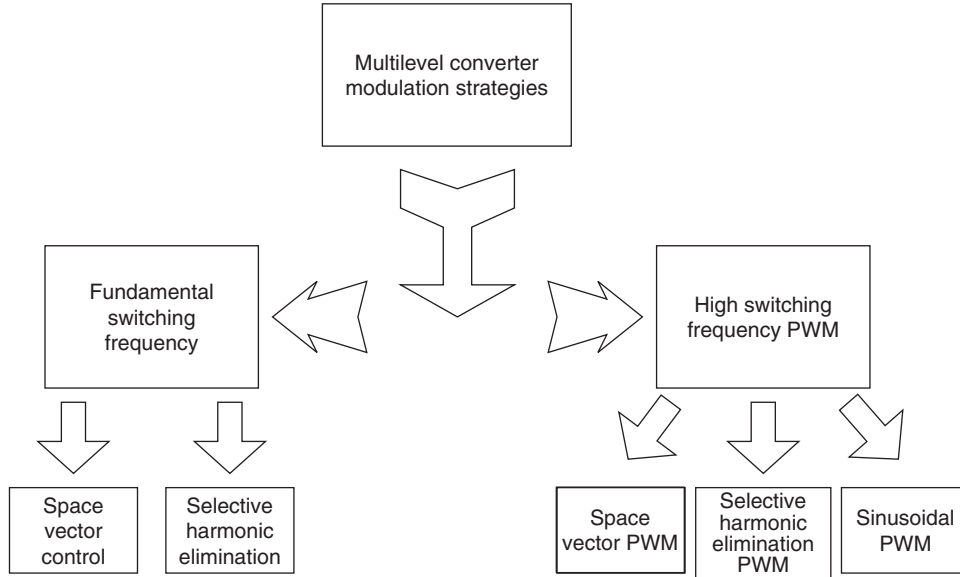 Multilevel converter
modulation strategies
Fundamental
switching
frequency
High switching
frequency PWM
Space
vector
control
Selective
harmonic
elimination
Space
vector PWM
Selective
harmonic
elimination PWM
PWM
Sinusoidal
PWM